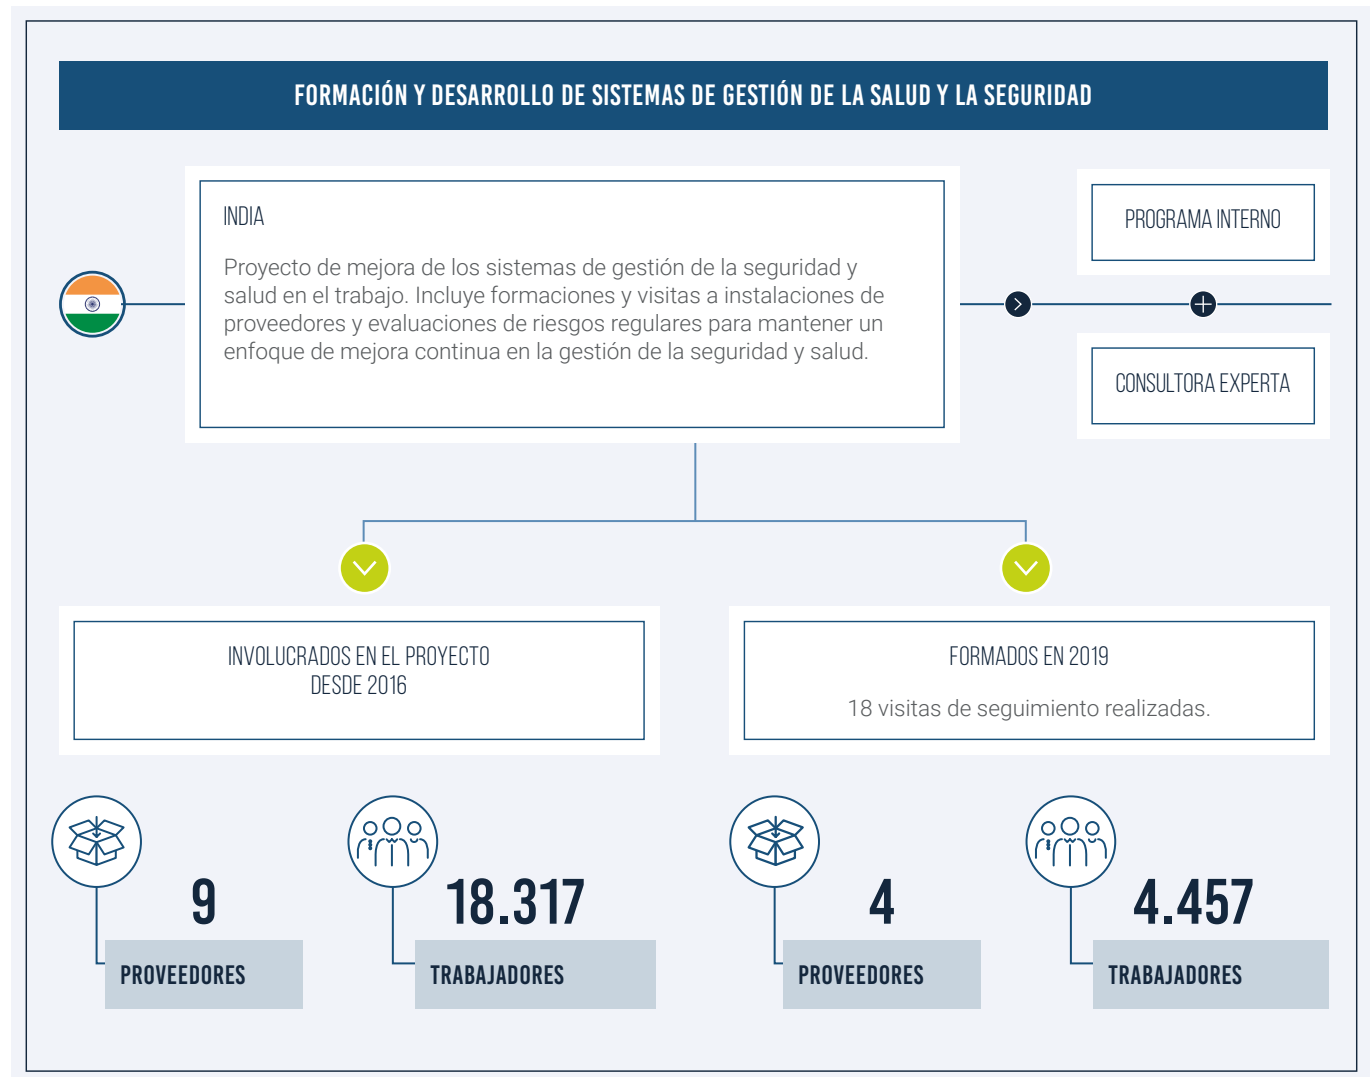 FORMACIÓN Y DESARROLLO DE SISTEMAS DE GESTIÓN DE LA SALUD Y LA SEGURIDAD
INDIA
Proyecto de mejora de los sistemas de gestión de la seguridad y
salud en el trabajo. Incluye formaciones y visitas a instalaciones de
proveedores y evaluaciones de riesgos regulares para mantener un
enfoque de mejora continua en la gestión de la seguridad y salud.
PROGRAMA INTERNO
CONSULTORA EXPERTA
INVOLUCRADOS EN EL PROYECTO
DESDE 2016
9
PROVEEDORES
18.317
TRABAJADORES
FORMADOS EN 2019
18 visitas de seguimiento realizadas.
4
PROVEEDORES
4.457
TRABAJADORES